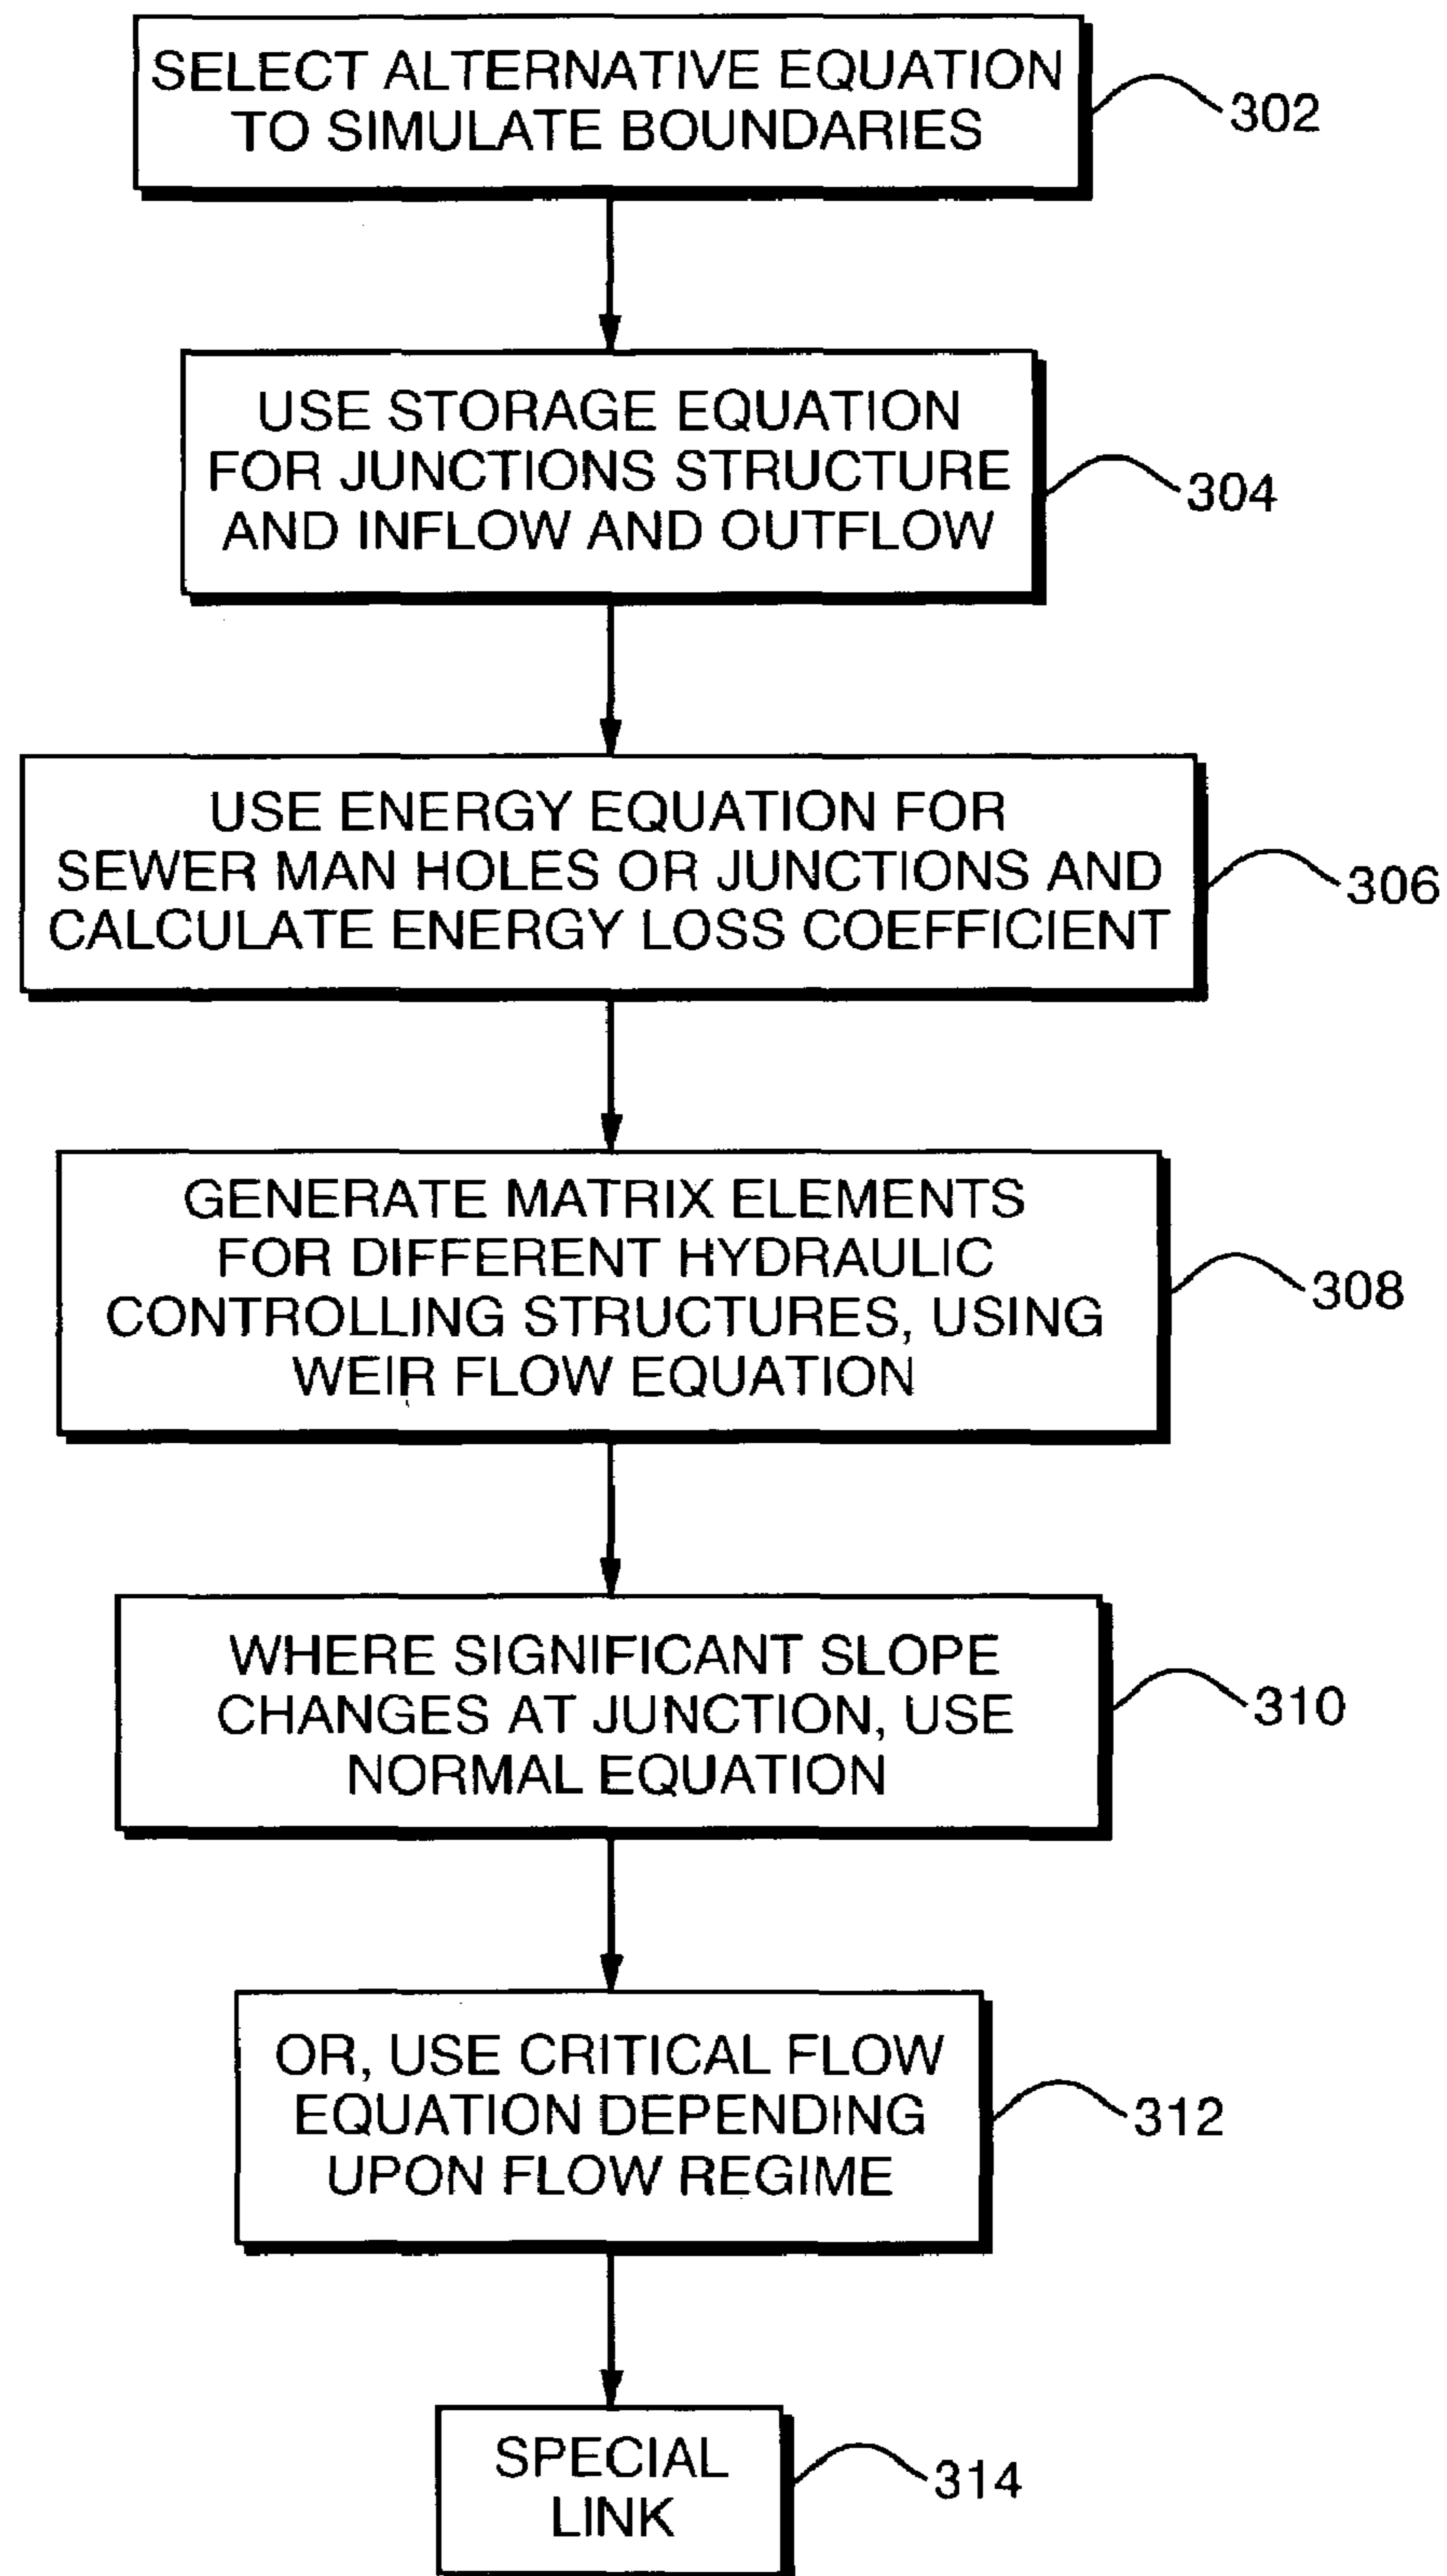 SELECT ALTERNATIVE EQUATION
TO SIMULATE BOUNDARIES
302
USE STORAGE EQUATION
FOR JUNCTIONS STRUCTURE
AND INFLOW AND OUTFLOW
304
USE ENERGY EQUATION FOR
SEWER MAN HOLES OR JUNCTIONS AND
CALCULATE ENERGY LOSS COEFFICIENT
306
GENERATE MATRIX ELEMENTS
FOR DIFFERENT HYDRAULIC
CONTROLLING STRUCTURES, USING
WEIR FLOW EQUATION
308
WHERE SIGNIFICANT SLOPE
CHANGES AT JUNCTION, USE
NORMAL EQUATION
310
OR, USE CRITICAL FLOW
EQUATION DEPENDING
UPON FLOW REGIME
312
SPECIAL
LINK
314